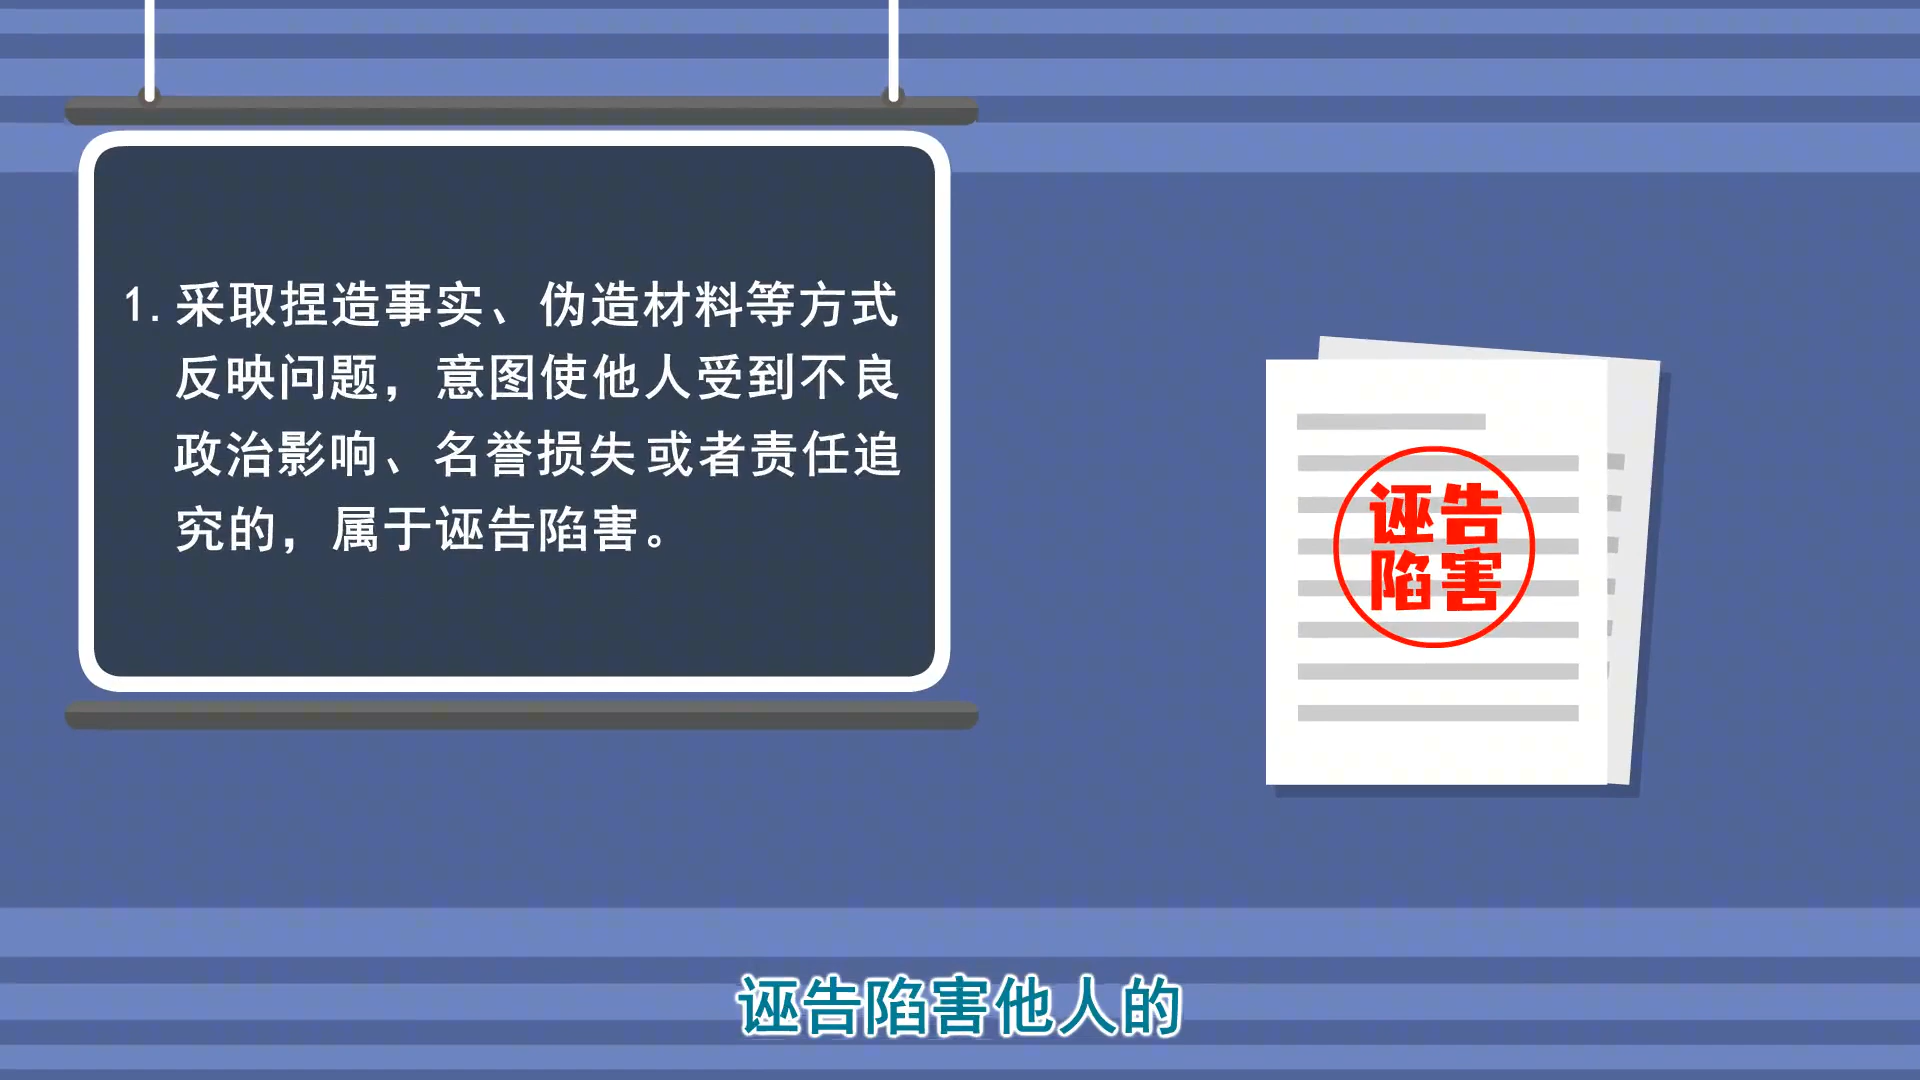 1.采取捏造事实、伪造材料等方式
反映问题，意图使他人受到不良
政治影响、名誉损失或者责任追
究的，属于诬告陷害。
诬告
陷害
诬告陷害他人的